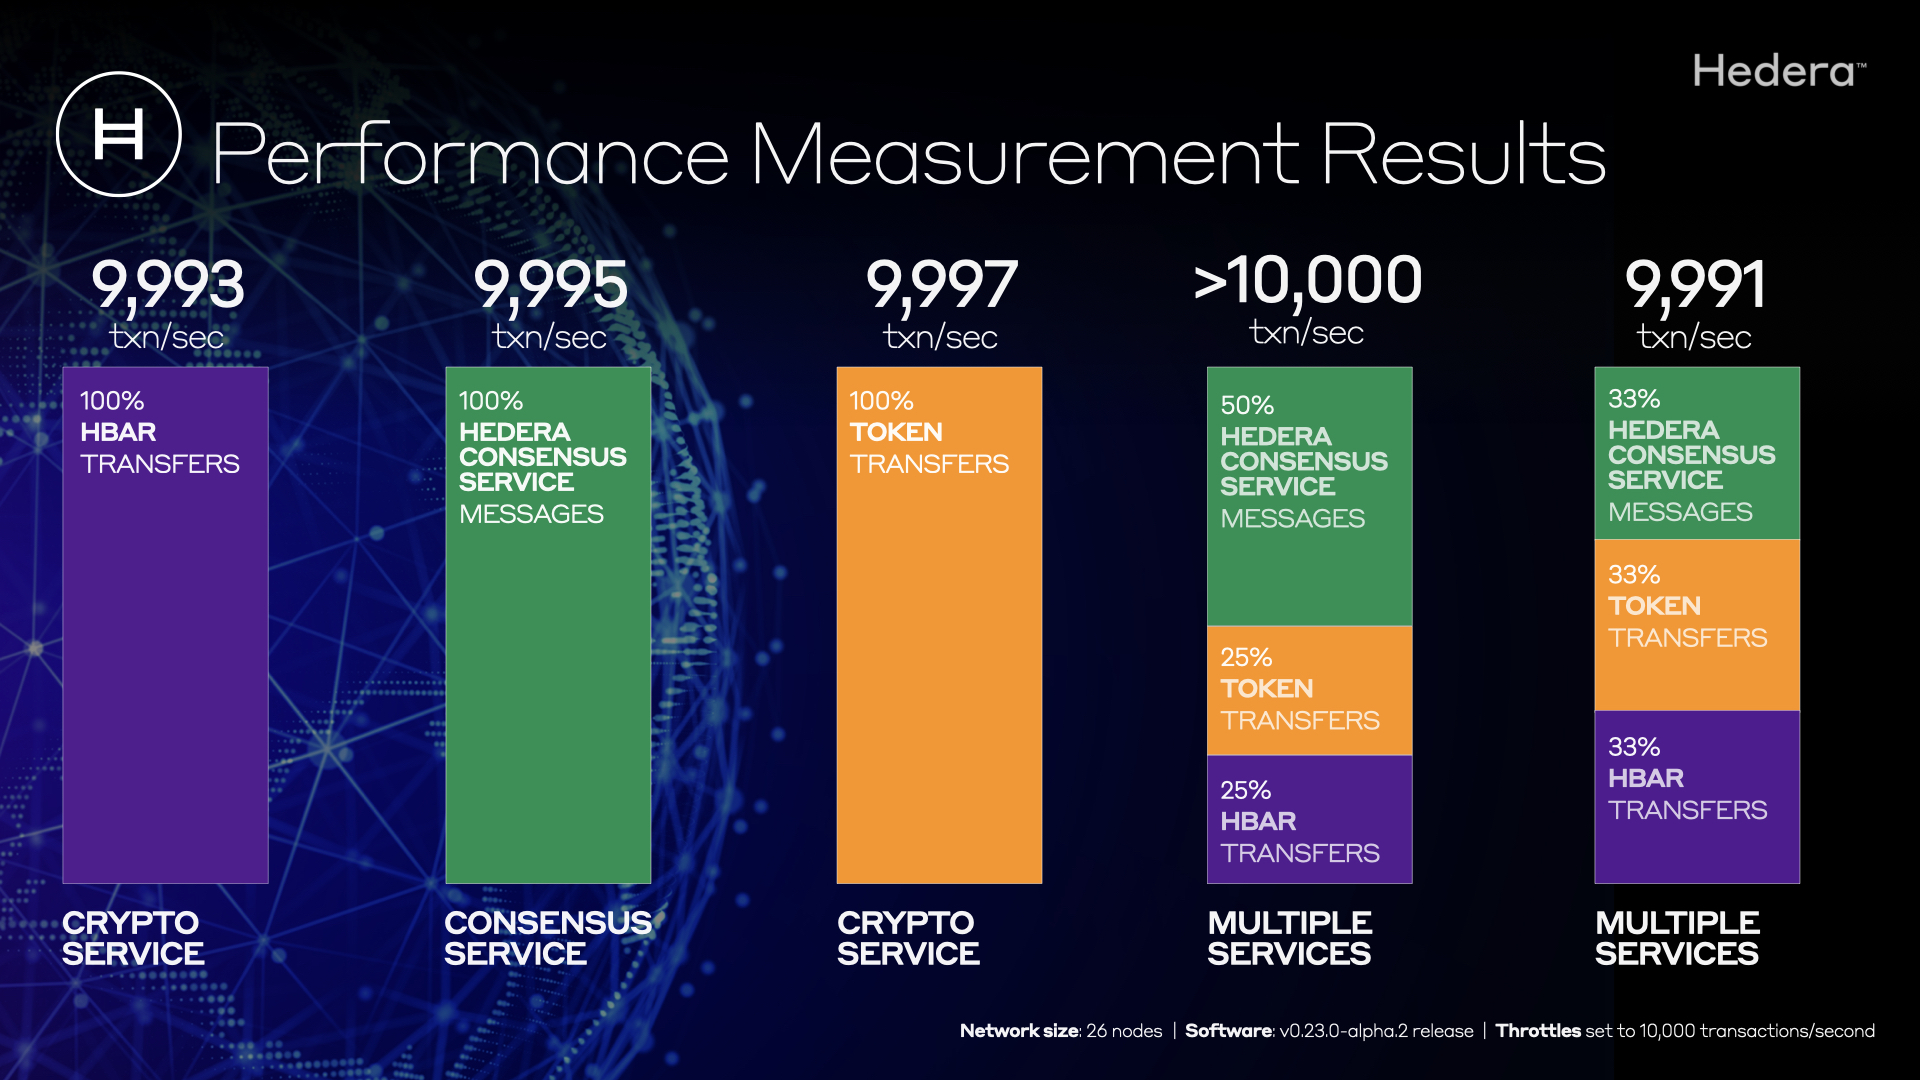 Hedera™
H Performance Measurement Results
9,993
txn/sec
100%
HBAR
TRANSFERS
CRYPTO
SERVICE
9,995
txn/sec
100%
HEDERA
CONSENSUS
SERVICE
MESSAGES
CONSENSUS
SERVICE
9,997
txn/sec
100%
TOKEN
TRANSFERS
CRYPTO
SERVICE
>10,000
txn/sec
50%
HEDERA
CONSENSUS
SERVICE
MESSAGES
25%
TOKEN
TRANSFERS
25%
HBAR
TRANSFERS
MULTIPLE
SERVICES
9,991
txn/sec
33%
HEDERA
CONSENSUS
SERVICE
MESSAGES
33%
TOKEN
TRANSFERS
33%
HBAR
TRANSFERS
MULTIPLE
SERVICES
Network size: 26 nodes | Software: v0.23.0-alpha.2 release | Throttles set to 10,000 transactions/second